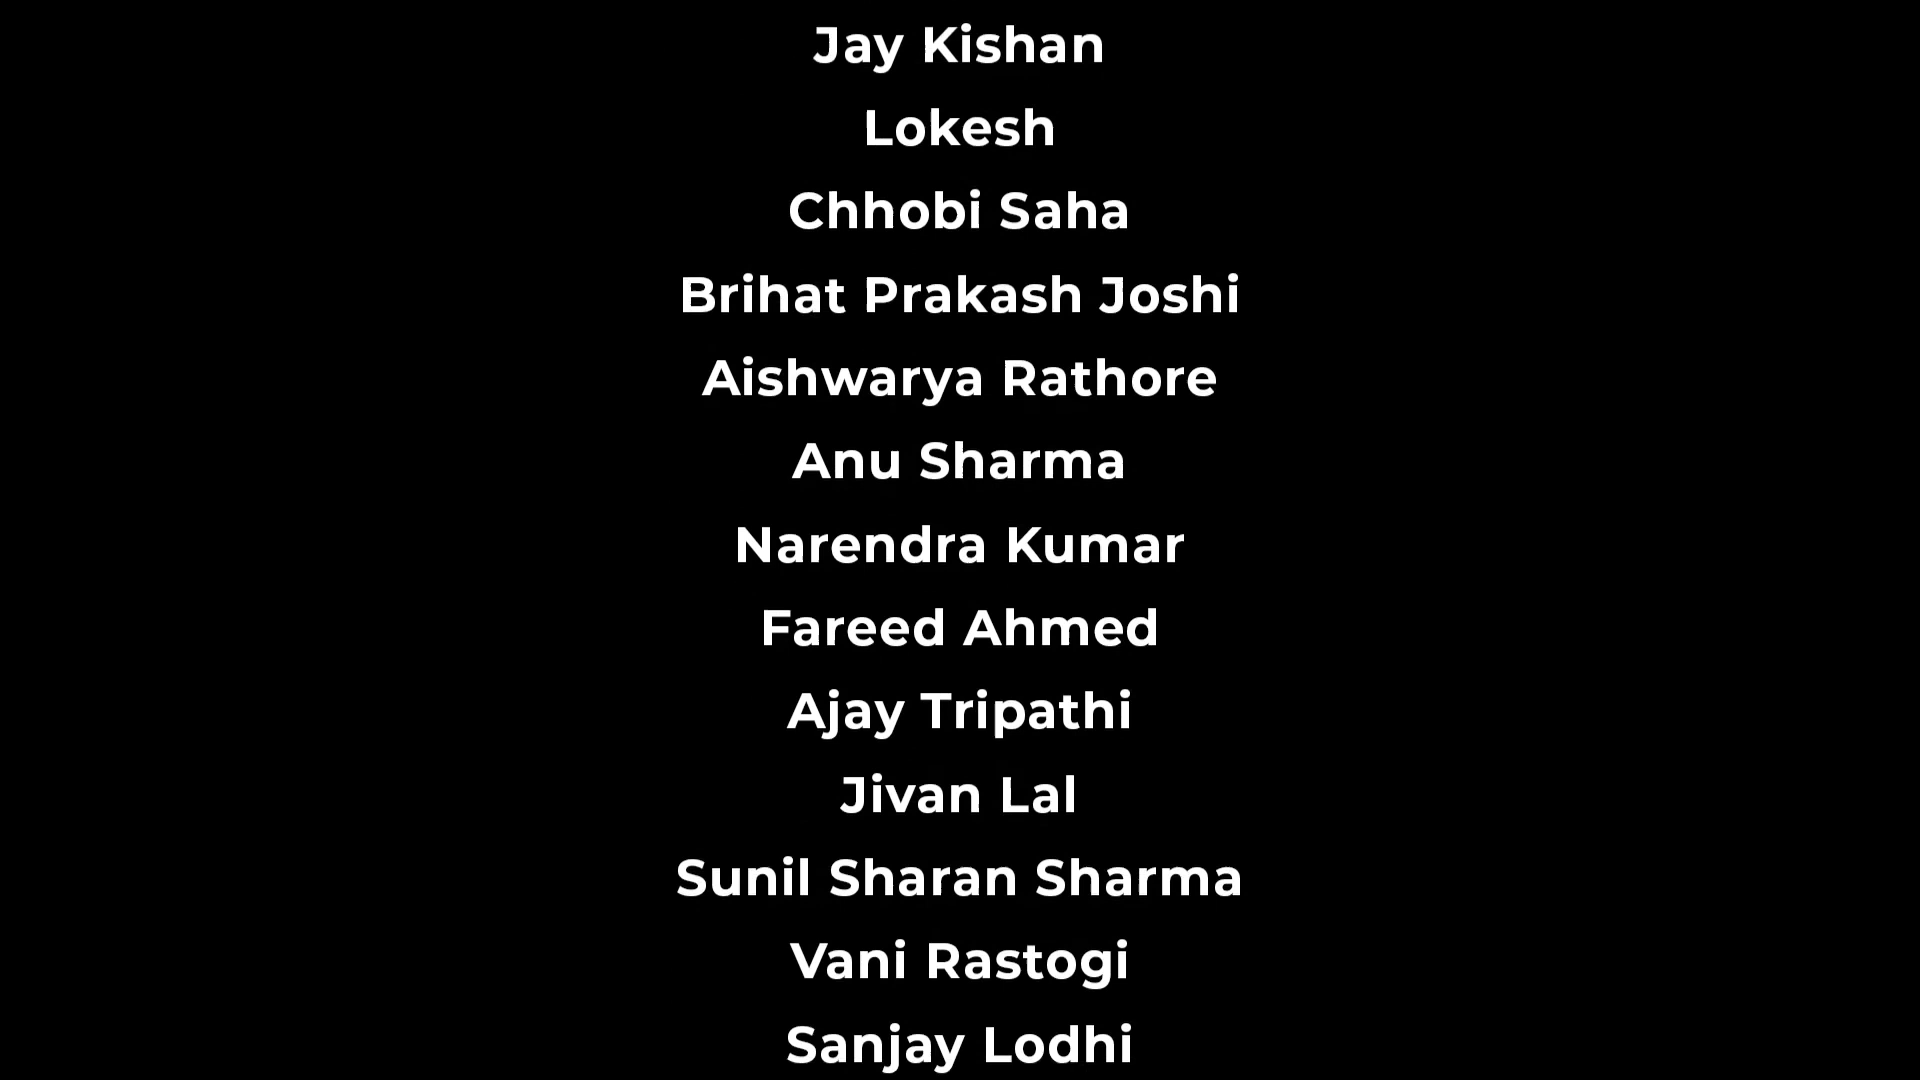 Jay Kishan
Lokesh
Chhobi Saha
Brihat Prakash Joshi
Aishwarya Rathore
Anu Sharma
Narendra Kumar
Fareed Ahmed
Ajay Tripathi
Jivan Lal
Sunil Sharan Sharma
Vani Rastogi
Sanjay Lodhi